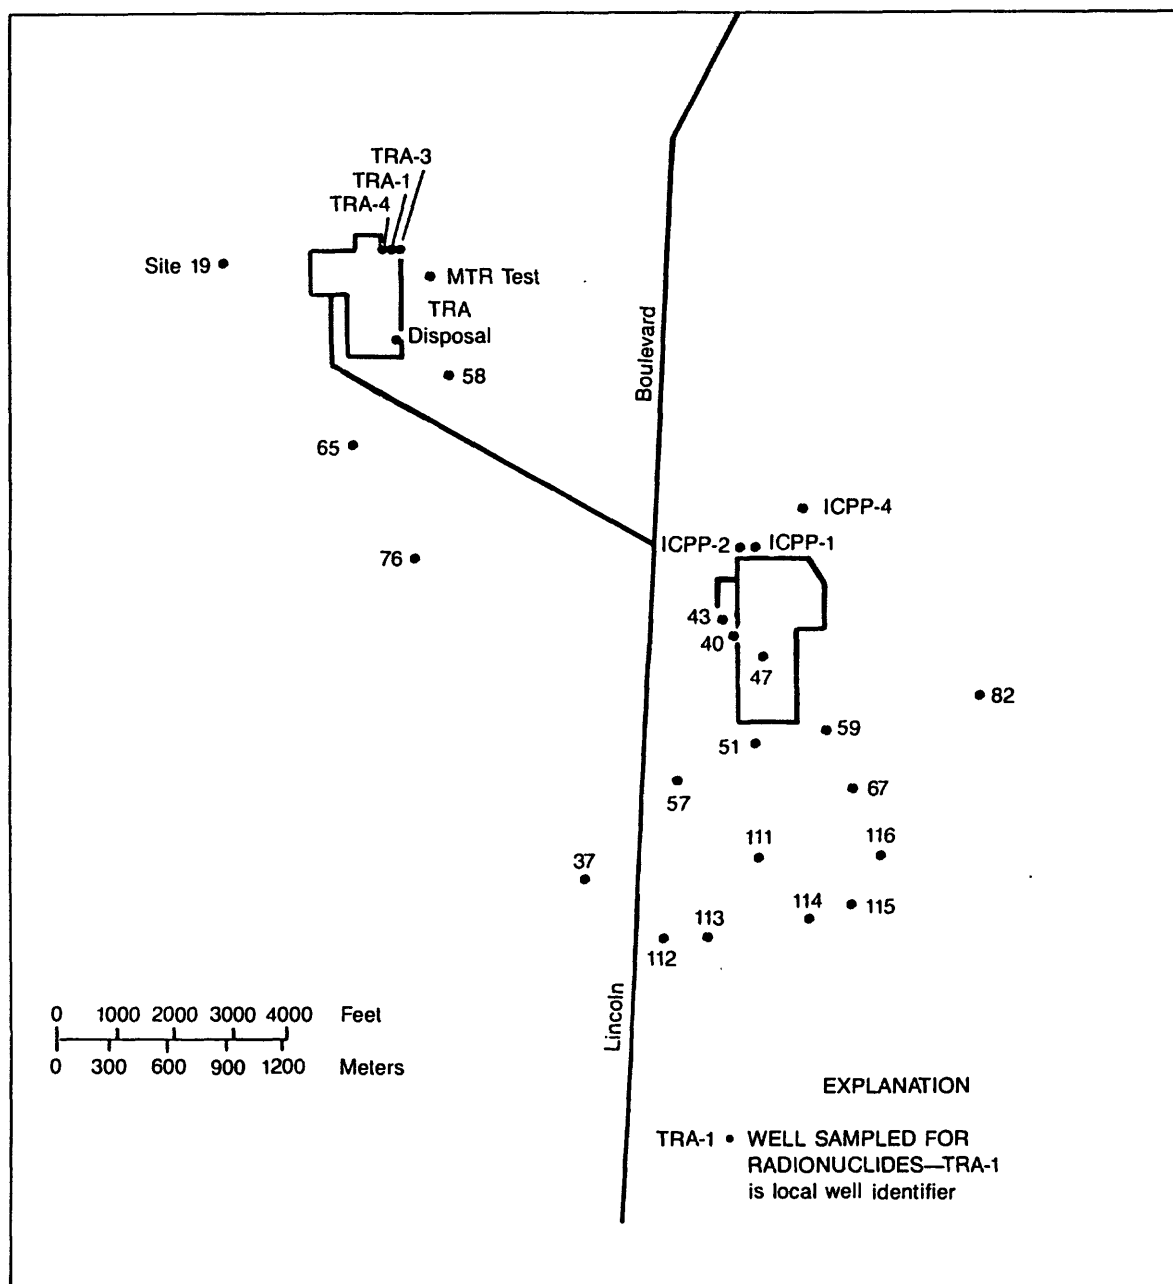 TRA-3
TRA-1
TRA-4
Site 19
MTR Test
TRA
Disposal
58
65
76
Boulevard
ICPP-4
ICPP-2
ICPP-1
43
40
47
82
59
51
67
57
111
116
37
115
114
113
112
Lincoln
0 1000 2000 3000 4000 Feet
0 300 600 900 1200 Meters
EXPLANATION
TRA-1 • WELL SAMPLED FOR
RADIONUCLIDES—TRA-1
is local well identifier